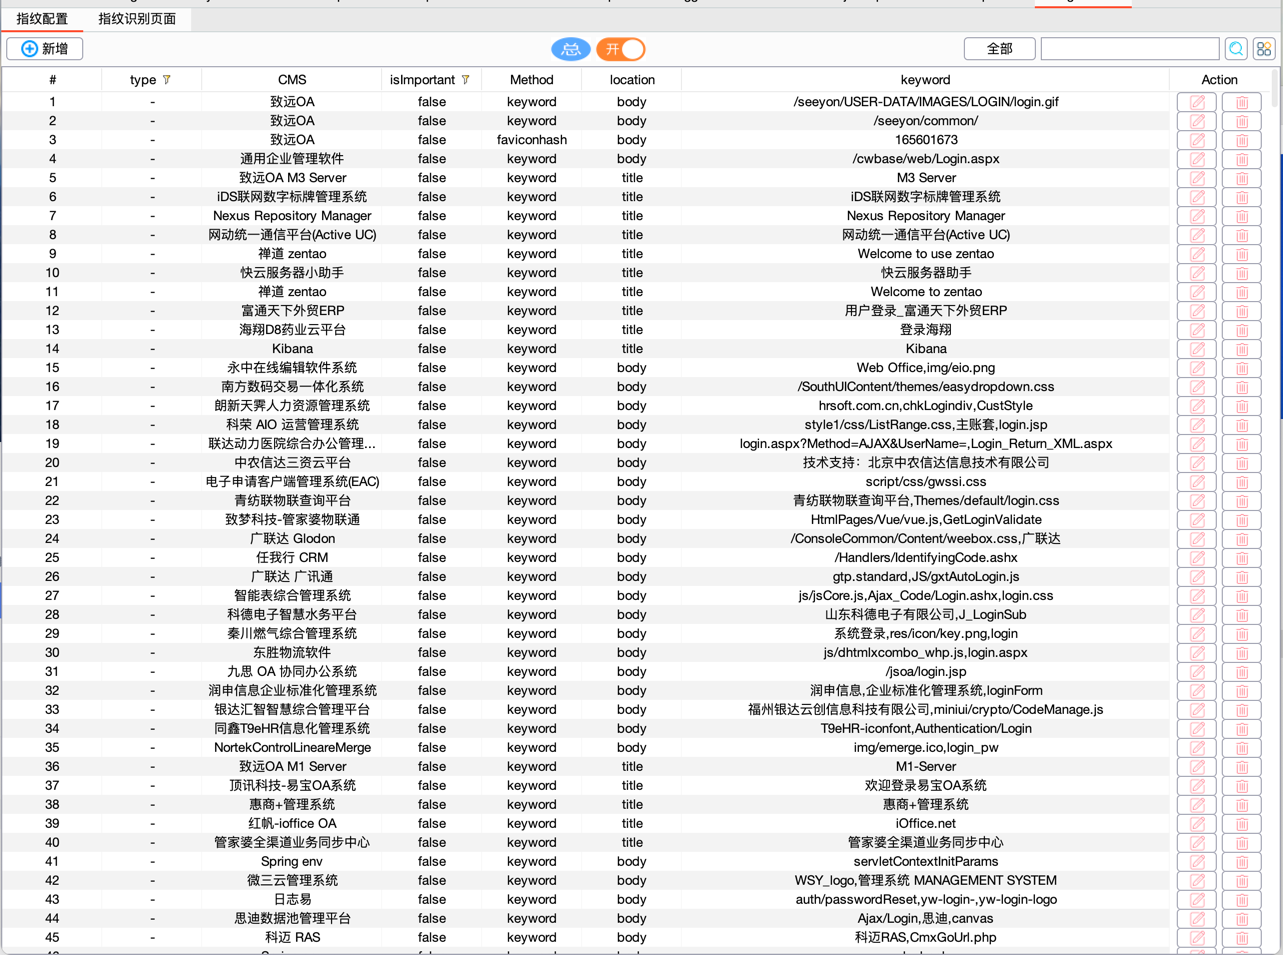 指纹配置 指纹识别页面
新增 总 开 全部
# type CMS isImportant Method location keyword Action
1 - 致远OA false keyword body /seeyon/USER-DATA/IMAGES/LOGIN/login.gif
2 - 致远OA false keyword body /seeyon/common/
3 - 致远OA false faviconhash body 165601673
4 - 通用企业管理软件 false keyword body /cwbase/web/Login.aspx
5 - 致远OA M3 Server false keyword title M3 Server
6 - iDS联网数字标牌管理系统 false keyword title iDS联网数字标牌管理系统
7 - Nexus Repository Manager false keyword title Nexus Repository Manager
8 - 网动统一通信平台(Active UC) false keyword title 网动统一通信平台(Active UC)
9 - 禅道 zentao false keyword title Welcome to use zentao
10 - 快云服务器小助手 false keyword title 快云服务器助手
11 - 禅道 zentao false keyword title Welcome to zentao
12 - 富通天下外贸ERP false keyword title 用户登录_富通天下外贸ERP
13 - 海翔D8药业云平台 false keyword title 登录海翔
14 - Kibana false keyword title Kibana
15 - 永中在线编辑软件系统 false keyword body Web Office,img/eio.png
16 - 南方数码交易一体化系统 false keyword body /SouthUIContent/themes/easydropdown.css
17 - 朗新天霁人力资源管理系统 false keyword body hrsoft.com.cn,chkLogindiv,CustStyle
18 - 科荣 AIO 运营管理系统 false keyword body style1/css/ListRange.css,主账套,login.jsp
19 - 联达动力医院综合办公管理... false keyword body login.aspx?Method=AJAX&UserName=,Login_Return_XML.aspx
20 - 中农信达三资云平台 false keyword body 技术支持：北京中农信达信息技术有限公司
21 - 电子申请客户端管理系统(EAC) false keyword body script/css/gwssi.css
22 - 青纺联物联查询平台 false keyword body 青纺联物联查询平台,Themes/default/login.css
23 - 致梦科技-管家婆物联通 false keyword body HtmlPages/Vue/vue.js,GetLoginValidate
24 - 广联达 Glodon false keyword body /ConsoleCommon/Content/weebox.css,广联达
25 - 任我行 CRM false keyword body /Handlers/IdentifyingCode.ashx
26 - 广联达 广讯通 false keyword body gtp.standard,JS/gxtAutoLogin.js
27 - 智能表综合管理系统 false keyword body js/jsCore.js,Ajax_Code/Login.ashx,login.css
28 - 科德电子智慧水务平台 false keyword body 山东科德电子有限公司,J_LoginSub
29 - 秦川燃气综合管理系统 false keyword body 系统登录,res/icon/key.png,login
30 - 东胜物流软件 false keyword body js/dhtmlxcombo_whp.js,login.aspx
31 - 九思 OA 协同办公系统 false keyword body /jsoa/login.jsp
32 - 润申信息企业标准化管理系统 false keyword body 润申信息,企业标准化管理系统,loginForm
33 - 银达汇智智慧综合管理平台 false keyword body 福州银达云创信息科技有限公司,miniui/crypto/CodeManage.js
34 - 同鑫T9eHR信息化管理系统 false keyword body T9eHR-iconfont,Authentication/Login
35 - NortekControlLineareMerge false keyword body img/emerge.ico,login_pw
36 - 致远OA M1 Server false keyword title M1-Server
37 - 顶讯科技-易宝OA系统 false keyword title 欢迎登录易宝OA系统
38 - 惠商+管理系统 false keyword title 惠商+管理系统
39 - 红帆-ioffice OA false keyword title iOffice.net
40 - 管家婆全渠道业务同步中心 false keyword title 管家婆全渠道业务同步中心
41 - Spring env false keyword body servletContextInitParams
42 - 微三云管理系统 false keyword body WSY_logo,管理系统 MANAGEMENT SYSTEM
43 - 日志易 false keyword body auth/passwordReset,yw-login-,yw-login-logo
44 - 思迪数据池管理平台 false keyword body Ajax/Login,思迪,canvas
45 - 科迈 RAS false keyword body 科迈RAS,CmxGoUrl.php